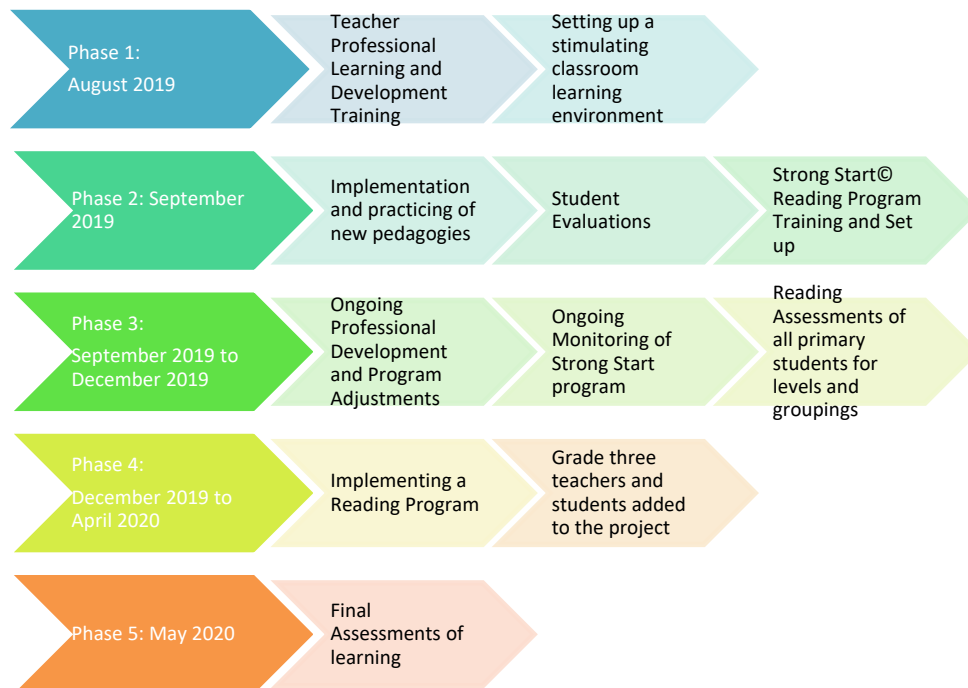 Phase 1:
August 2019
Teacher
Professional
Learning and
Development
Training
Setting up a
stimulating
classroom
learning
environment
Phase 2: September
2019
Implementation
and practicing of
new pedagogies
Student
Evaluations
Strong Start©
Reading Program
Training and Set
up
Phase 3:
September 2019 to
December 2019
Ongoing
Professional
Development
and Program
Adjustments
Ongoing
Monitoring of
Strong Start
program
Reading
Assessments of
all primary
students for
levels and
groupings
Phase 4:
December 2019 to
April 2020
Implementing a
Reading Program
Grade three
teachers and
students added
to the project
Phase 5: May 2020
Final
Assessments of
learning